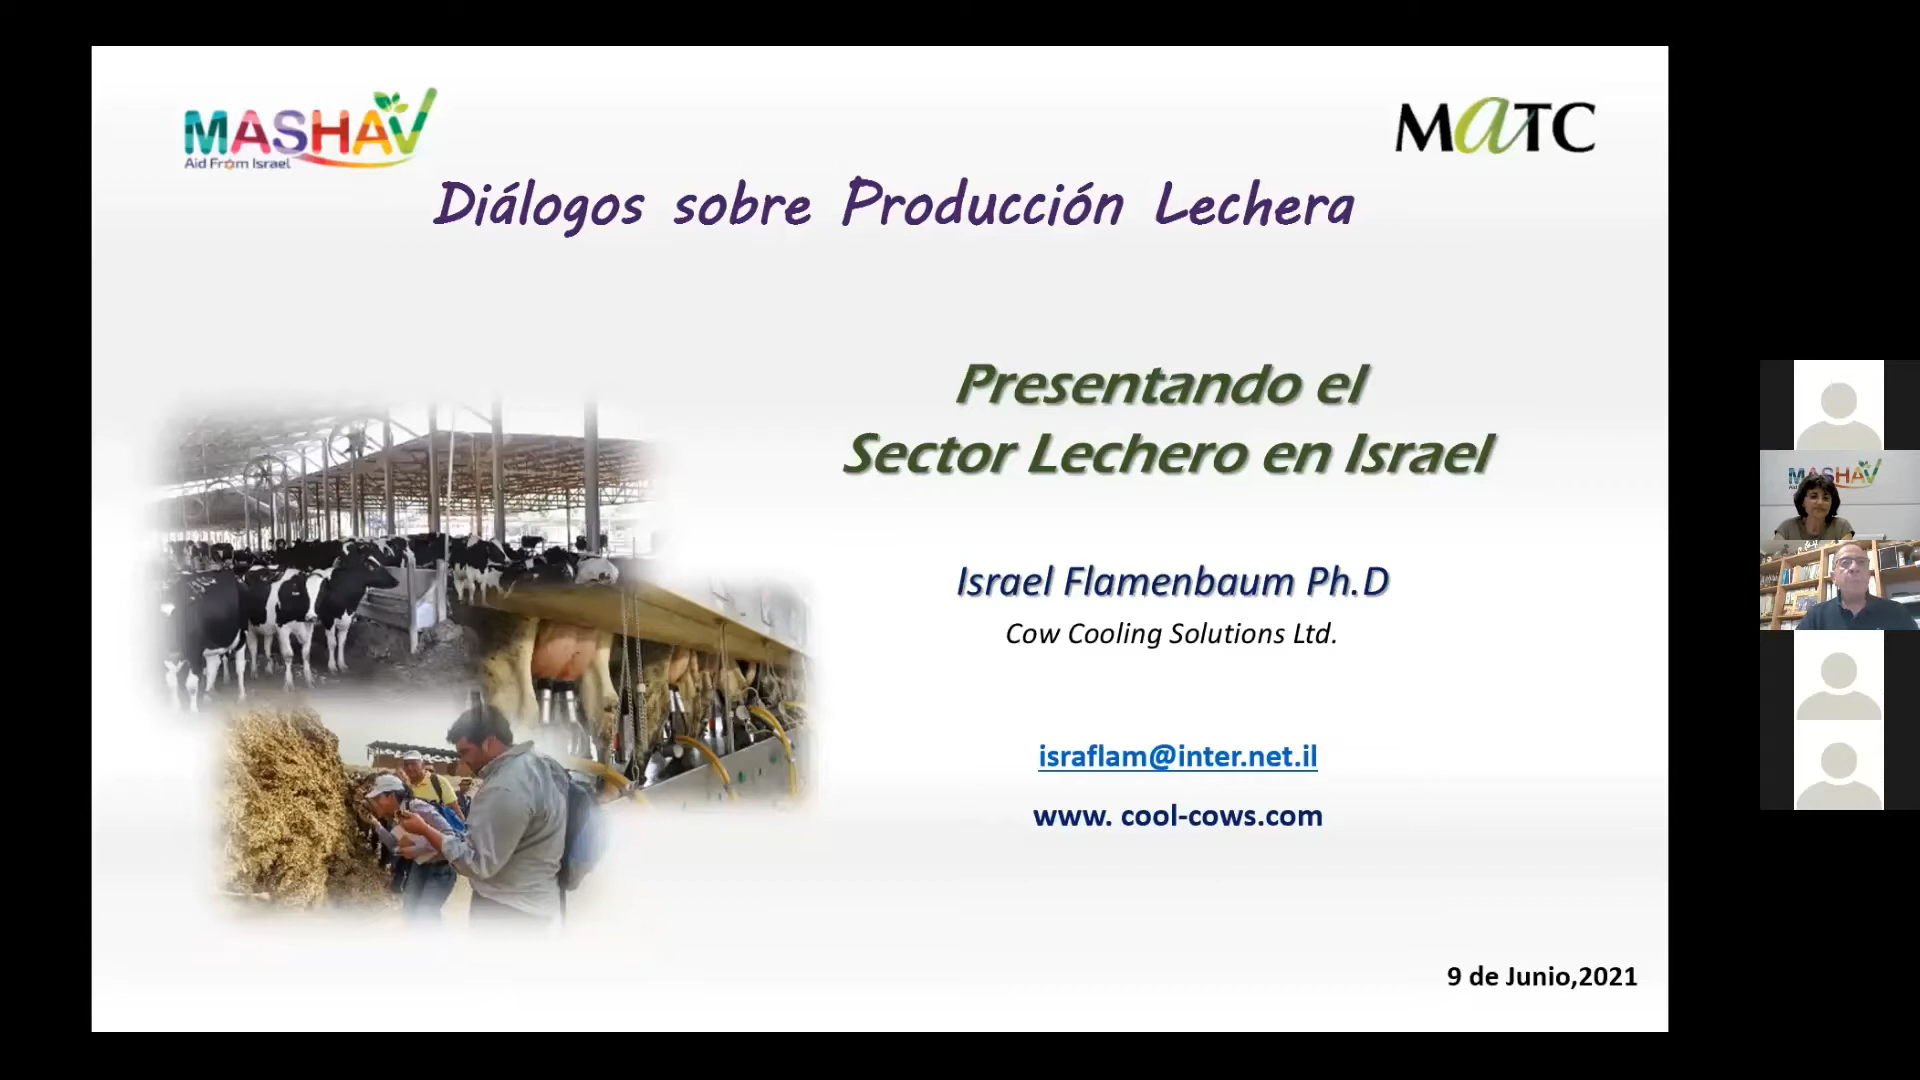 MASHAV
Aid From Israel
MATC
Diálogos sobre Producción Lechera
Presentando el
Sector Lechero en Israel
Israel Flamenbaum Ph.D
Cow Cooling Solutions Ltd.
israflam@inter.net.il
www. cool-cows.com
9 de Junio,2021
MASHAV